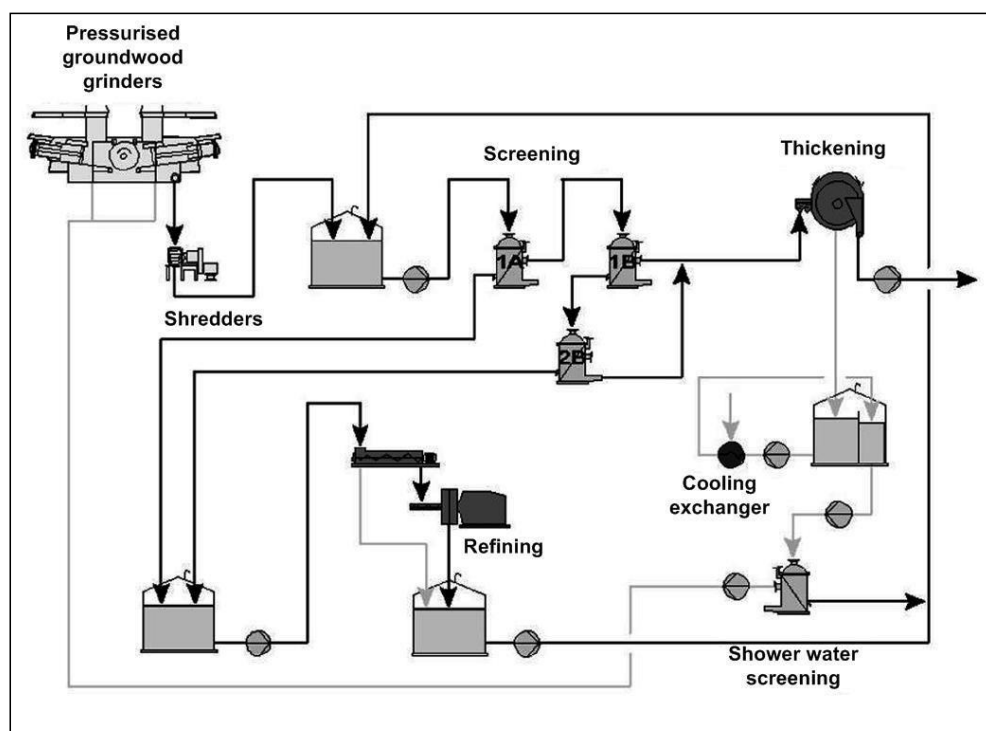 Pressurised
groundwood
grinders
Screening
Thickening
1A
1B
Shredders
2B
Cooling
exchanger
Refining
Shower water
screening